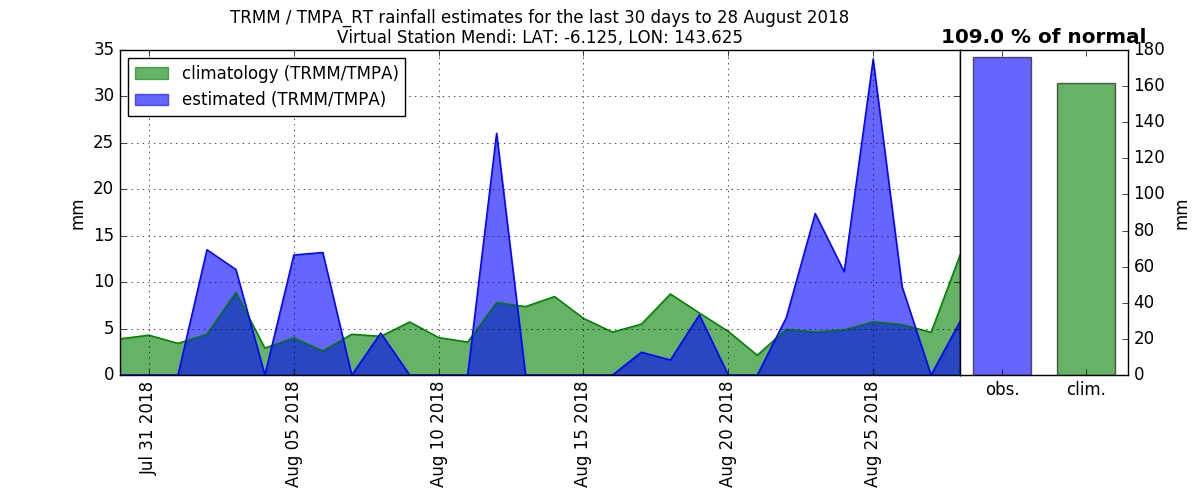 TRMM / TMPA_RT rainfall estimates for the last 30 days to 28 August 2018
Virtual Station Mendi: LAT: -6.125, LON: 143.625
109.0 % of normal
climatology (TRMM/TMPA)
estimated (TRMM/TMPA)
35
30
25
20
15
10
5
0
mm
180
160
140
120
100
80
60
40
20
0
mm
Jul 31 2018
Aug 05 2018
Aug 10 2018
Aug 15 2018
Aug 20 2018
Aug 25 2018
obs.
clim.